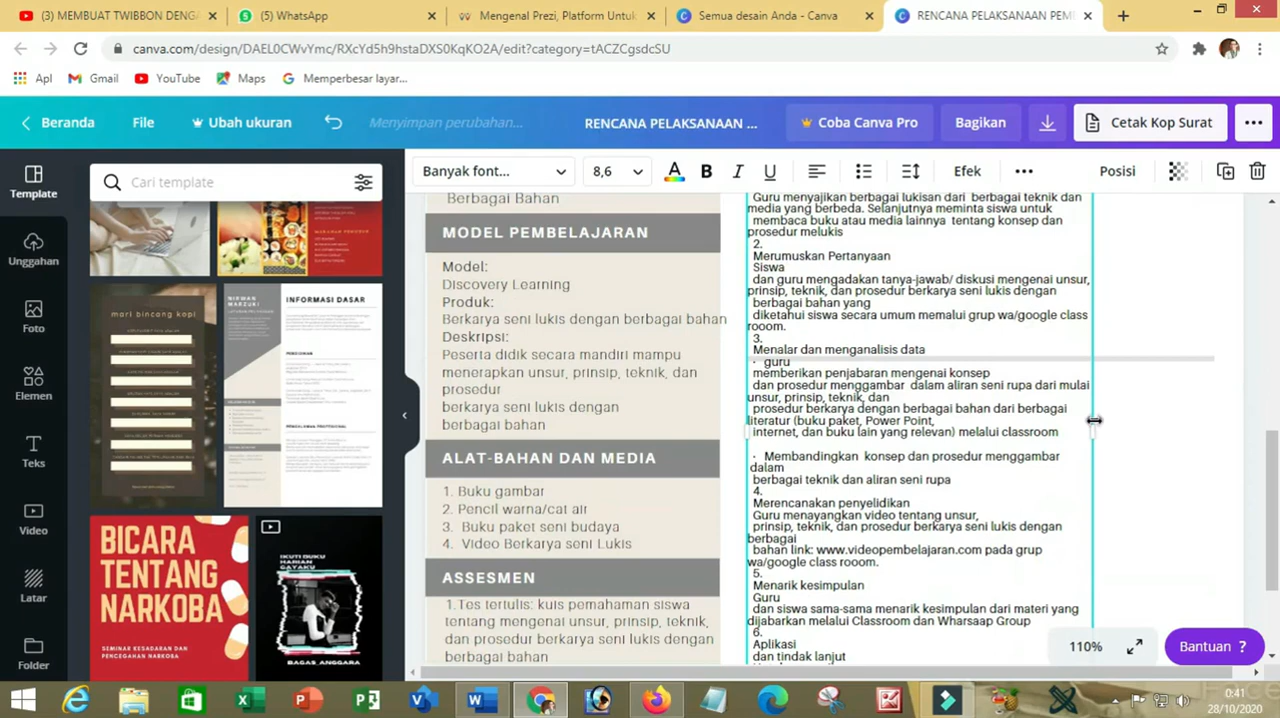 (3) MEMBUAT TWIBBON DENG
(5) WhatsApp
Mengenal Prezi, Platform Untuk
Semua desain Anda - Canva
RENCANA PELAKSANAAN PEM
canva.com/design/DAEL0CWvYmc/RXcYd5h9hstaDXS0KqKO2A/edit?category=tACZCgsdcSU
Apl
Gmail
YouTube
Maps
Memperbesar layar...
Beranda
File
Ubah ukuran
Menyimpan perubahan...
RENCANA PELAKSANAAN ...
Coba Canva Pro
Bagikan
Cetak Kop Surat
Template
Unggahan
Foto
Elemen
Teks
Video
Latar
Folder
Cari template
mari bincang kopi
NIRWAN
MARZUKI
INFORMASI DASAR
BICARA
TENTANG
NARKOBA
SEMINAR KESADARAN DAN
PENCEGAHAN NARKOBA
IKUTI BUKU
HARIAN
GAYAKU
BAGAS_ANGGARA
Banyak font...
8,6
B
I
U
Efek
Posisi
Berbagai Bahan
MODEL PEMBELAJARAN
Model:
Discovery Learning
Produk:
Berkarya seni lukis dengan berbagai bahan
Deskripsi:
Peserta didik secara mandiri mampu
menerapkan unsur, prinsip, teknik, dan
prosedur
berkarya seni lukis dengan
berbagai bahan
ALAT-BAHAN DAN MEDIA
1. Buku gambar
2. Pencil warna/cat air
3. Buku paket seni budaya
4. Video Berkarya seni Lukis
ASSESMEN
1.Tes tertulis: kuis pemahaman siswa
tentang mengenai unsur, prinsip, teknik,
dan prosedur berkarya seni lukis dengan
berbagai bahan
Guru menyajikan berbagai lukisan dari berbagai teknik dan
media yang berbeda. Selanjutnya meminta siswa untuk
membaca buku atau media lainnya tentang konsep dan
prosedur melukis
2.
Merumuskan Pertanyaan
Siswa
dan guru mengadakan tanya-jawab/ diskusi mengenai unsur,
prinsip, teknik, dan prosedur berkarya seni lukis dengan
berbagai bahan yang
diketahui siswa secara umum melalui grup wa/google class
room.
3.
Menalar dan menganalisis data
Guru
memberikan penjabaran mengenai konsep
dan prosedur menggambar dalam aliran seni rupa dari mulai
unsur, prinsip, teknik, dan
prosedur berkarya dengan berbagai bahan dari berbagai
literatur (buku paket, Power Point,
internet, dan buku lain yang relevan) melalui classroom
Membandingkan konsep dan prosedur menggambar
dalam
berbagai teknik dan aliran seni rupa
4.
Merencanakan penyelidikan
Guru menayangkan video tentang unsur,
prinsip, teknik, dan prosedur berkarya seni lukis dengan
berbagai
bahan link: www.videopembelajaran.com pada grup
wa/google class rooom.
5.
Menarik kesimpulan
Guru
dan siswa sama-sama menarik kesimpulan dari materi yang
dijabarkan melalui Classroom dan Wharsaap Group
6.
Aplikasi
dan tindak lanjut
110%
Bantuan ?
0:41
28/10/2020